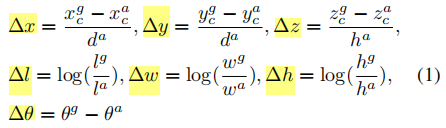 Δx = (x_c^g − x_c^a)/d^a, Δy = (y_c^g − y_c^a)/d^a, Δz = (z_c^g − z_c^a)/h^a,
Δl = log(l^g/l^a), Δw = log(w^g/w^a), Δh = log(h^g/h^a), (1)
Δθ = θ^g − θ^a